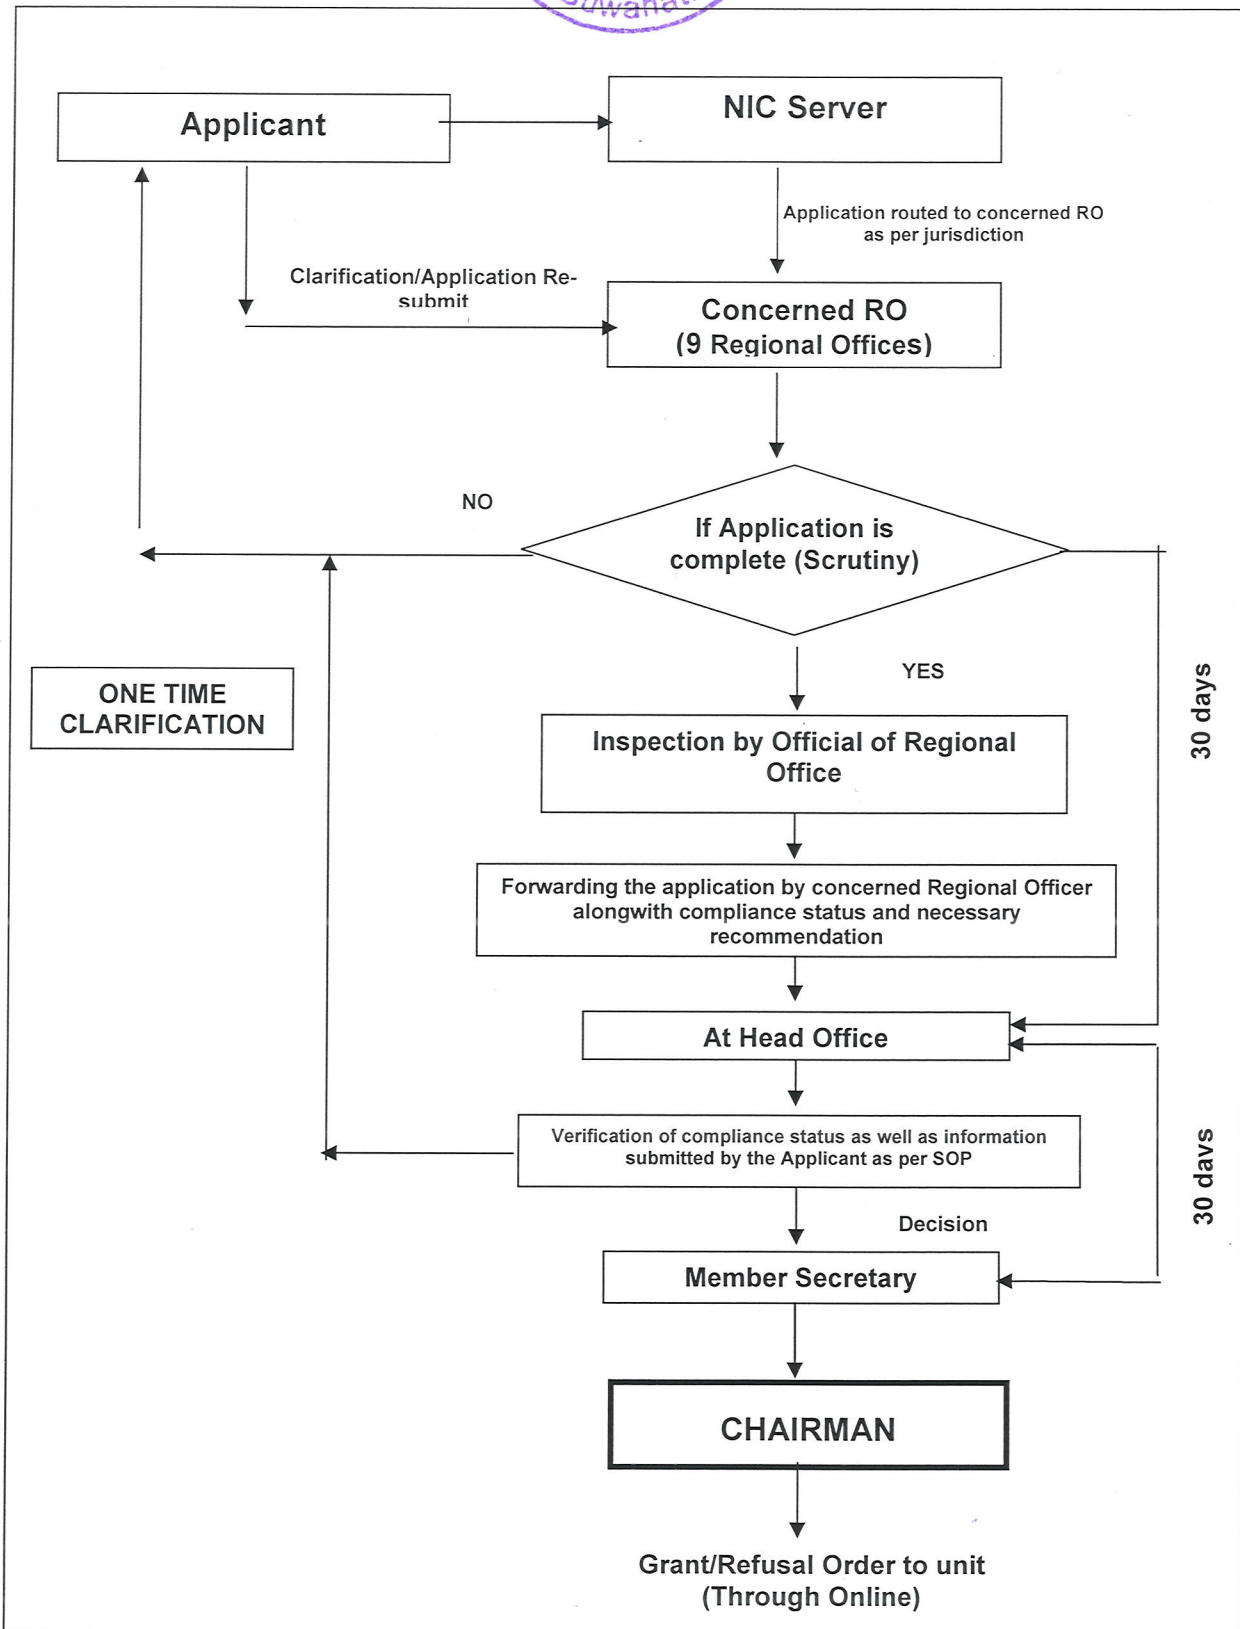 Applicant
NIC Server
Application routed to concerned RO
as per jurisdiction
Clarification/Application Re-
submit
Concerned RO
(9 Regional Offices)
NO
If Application is
complete (Scrutiny)
YES
ONE TIME
CLARIFICATION
30 days
Inspection by Official of Regional
Office
Forwarding the application by concerned Regional Officer
alongwith compliance status and necessary
recommendation
At Head Office
Verification of compliance status as well as information
submitted by the Applicant as per SOP
30 days
Decision
Member Secretary
CHAIRMAN
Grant/Refusal Order to unit
(Through Online)